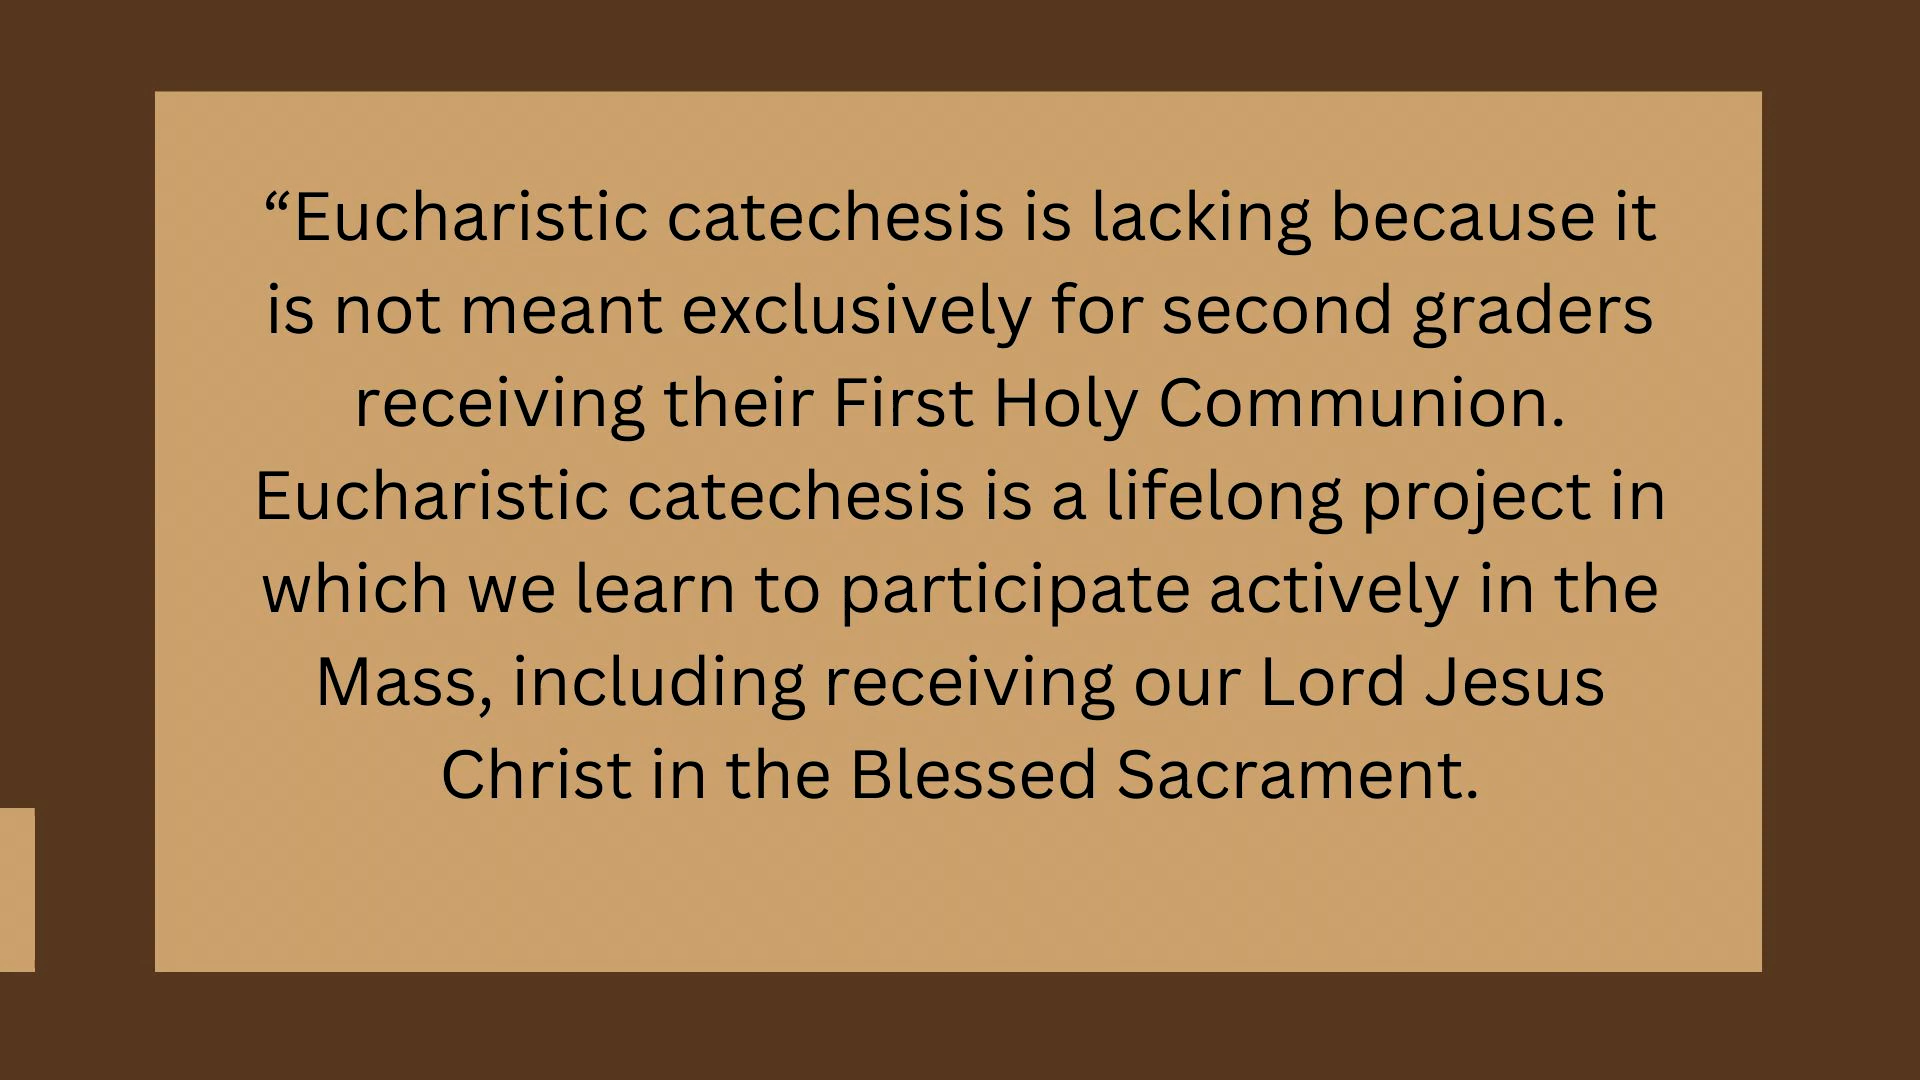 “Eucharistic catechesis is lacking because it
is not meant exclusively for second graders
receiving their First Holy Communion.
Eucharistic catechesis is a lifelong project in
which we learn to participate actively in the
Mass, including receiving our Lord Jesus
Christ in the Blessed Sacrament.